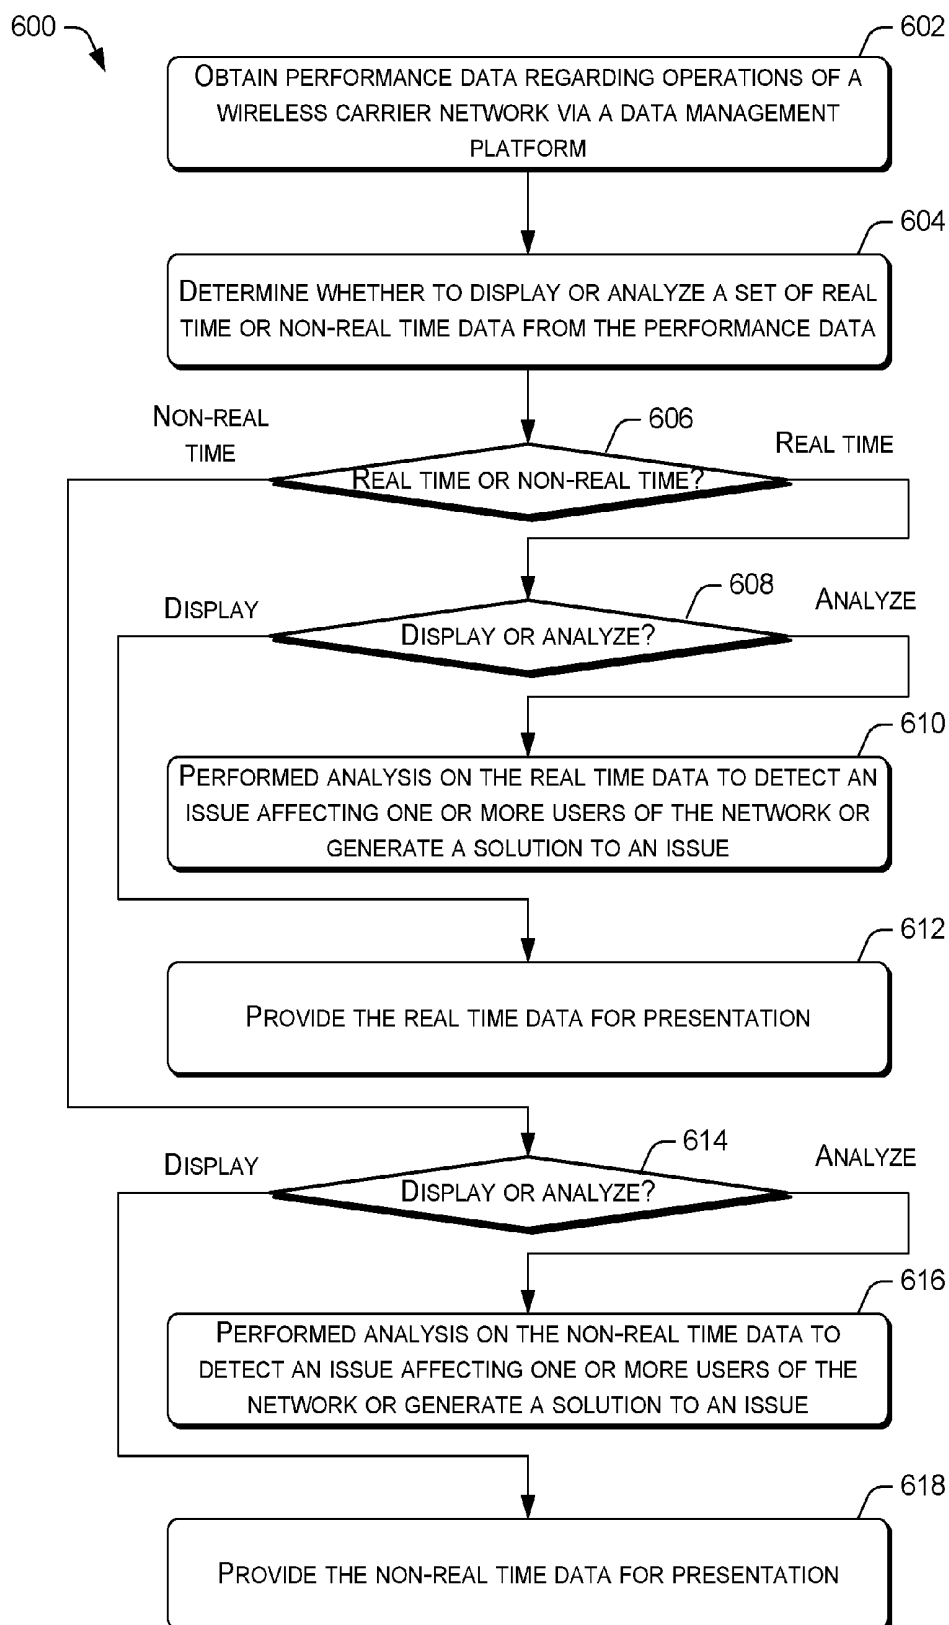 600
602
OBTAIN PERFORMANCE DATA REGARDING OPERATIONS OF A
WIRELESS CARRIER NETWORK VIA A DATA MANAGEMENT
PLATFORM
604
DETERMINE WHETHER TO DISPLAY OR ANALYZE A SET OF REAL
TIME OR NON-REAL TIME DATA FROM THE PERFORMANCE DATA
NON-REAL
TIME
606
REAL TIME
REAL TIME OR NON-REAL TIME?
DISPLAY
608
ANALYZE
DISPLAY OR ANALYZE?
610
PERFORMED ANALYSIS ON THE REAL TIME DATA TO DETECT AN
ISSUE AFFECTING ONE OR MORE USERS OF THE NETWORK OR
GENERATE A SOLUTION TO AN ISSUE
612
PROVIDE THE REAL TIME DATA FOR PRESENTATION
DISPLAY
614
ANALYZE
DISPLAY OR ANALYZE?
616
PERFORMED ANALYSIS ON THE NON-REAL TIME DATA TO
DETECT AN ISSUE AFFECTING ONE OR MORE USERS OF THE
NETWORK OR GENERATE A SOLUTION TO AN ISSUE
618
PROVIDE THE NON-REAL TIME DATA FOR PRESENTATION